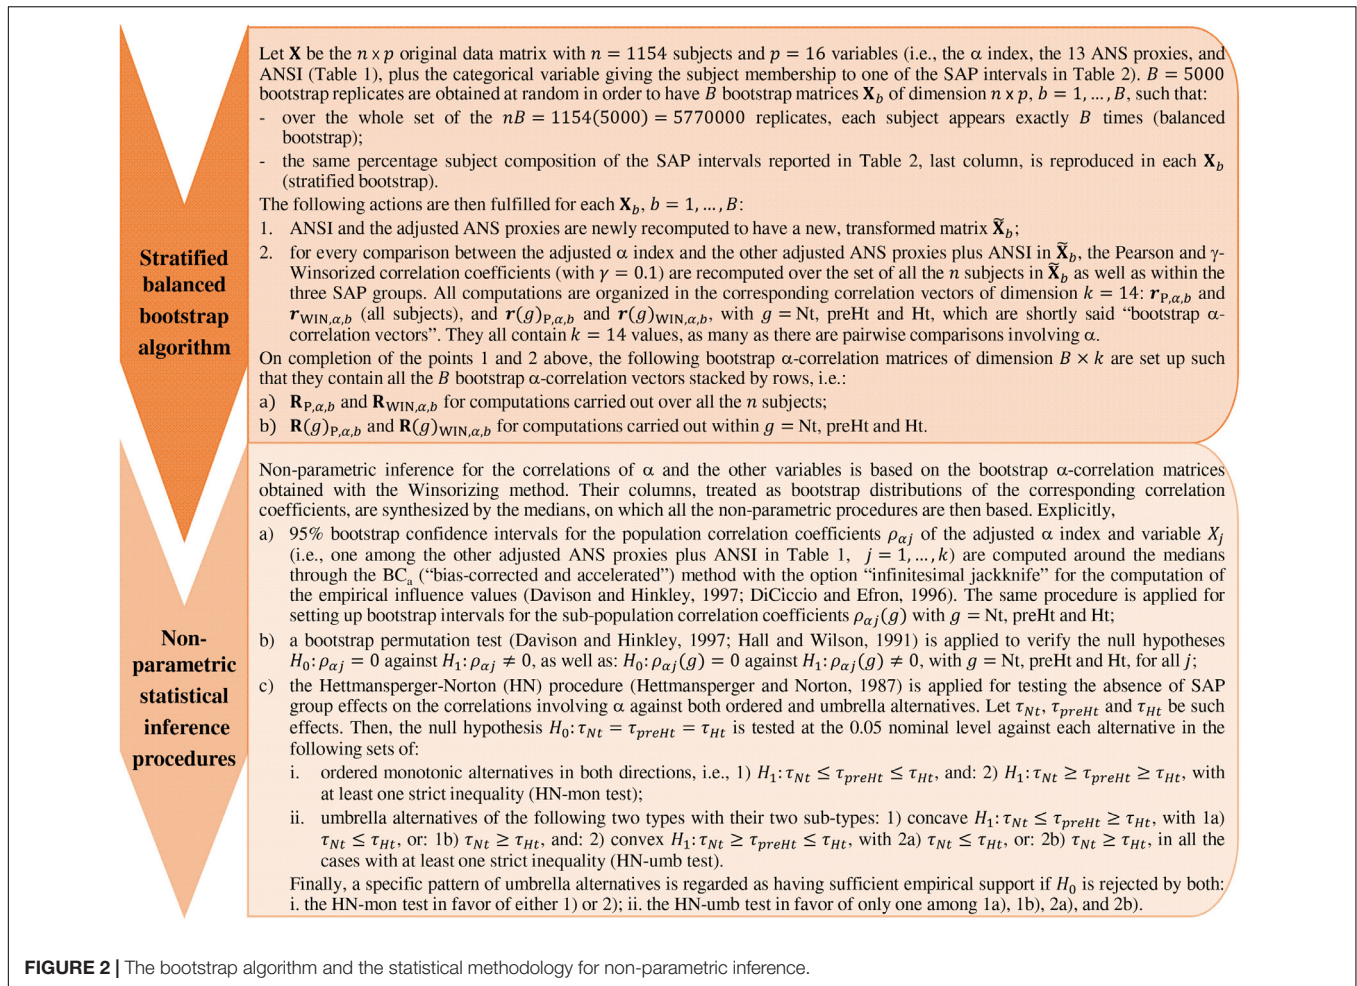 Stratified
balanced
bootstrap
algorithm
Let X be the n x p original data matrix with n = 1154 subjects and p = 16 variables (i.e., the α index, the 13 ANS proxies, and
ANSI (Table 1), plus the categorical variable giving the subject membership to one of the SAP intervals in Table 2). B = 5000
bootstrap replicates are obtained at random in order to have B bootstrap matrices X_b of dimension n x p, b = 1, … , B, such that:
- over the whole set of the nB = 1154(5000) = 5770000 replicates, each subject appears exactly B times (balanced
bootstrap);
- the same percentage subject composition of the SAP intervals reported in Table 2, last column, is reproduced in each X_b
(stratified bootstrap).
The following actions are then fulfilled for each X_b, b = 1, … , B:
1. ANSI and the adjusted ANS proxies are newly recomputed to have a new, transformed matrix X̃_b;
2. for every comparison between the adjusted α index and the other adjusted ANS proxies plus ANSI in X̃_b, the Pearson and γ-
Winsorized correlation coefficients (with γ = 0.1) are recomputed over the set of all the n subjects in X̃_b as well as within the
three SAP groups. All computations are organized in the corresponding correlation vectors of dimension k = 14: r_P,α,b and
r_WIN,α,b (all subjects), and r(g)_P,α,b and r(g)_WIN,α,b, with g = Nt, preHt and Ht, which are shortly said “bootstrap α-
correlation vectors”. They all contain k = 14 values, as many as there are pairwise comparisons involving α.
On completion of the points 1 and 2 above, the following bootstrap α-correlation matrices of dimension B × k are set up such
that they contain all the B bootstrap α-correlation vectors stacked by rows, i.e.:
a) R_P,α,b and R_WIN,α,b for computations carried out over all the n subjects;
b) R(g)_P,α,b and R(g)_WIN,α,b for computations carried out within g = Nt, preHt and Ht.
Non-
parametric
statistical
inference
procedures
Non-parametric inference for the correlations of α and the other variables is based on the bootstrap α-correlation matrices
obtained with the Winsorizing method. Their columns, treated as bootstrap distributions of the corresponding correlation
coefficients, are synthesized by the medians, on which all the non-parametric procedures are then based. Explicitly,
a) 95% bootstrap confidence intervals for the population correlation coefficients ρ_αj of the adjusted α index and variable X_j
(i.e., one among the other adjusted ANS proxies plus ANSI in Table 1, j = 1, … , k) are computed around the medians
through the BC_a (“bias-corrected and accelerated”) method with the option “infinitesimal jackknife” for the computation of
the empirical influence values (Davison and Hinkley, 1997; DiCiccio and Efron, 1996). The same procedure is applied for
setting up bootstrap intervals for the sub-population correlation coefficients ρ_αj(g) with g = Nt, preHt and Ht;
b) a bootstrap permutation test (Davison and Hinkley, 1997; Hall and Wilson, 1991) is applied to verify the null hypotheses
H_0: ρ_αj = 0 against H_1: ρ_αj ≠ 0, as well as: H_0: ρ_αj(g) = 0 against H_1: ρ_αj(g) ≠ 0, with g = Nt, preHt and Ht, for all j;
c) the Hettmansperger-Norton (HN) procedure (Hettmansperger and Norton, 1987) is applied for testing the absence of SAP
group effects on the correlations involving α against both ordered and umbrella alternatives. Let τ_Nt, τ_preHt and τ_Ht be such
effects. Then, the null hypothesis H_0: τ_Nt = τ_preHt = τ_Ht is tested at the 0.05 nominal level against each alternative in the
following sets of:
i. ordered monotonic alternatives in both directions, i.e., 1) H_1: τ_Nt ≤ τ_preHt ≤ τ_Ht, and: 2) H_1: τ_Nt ≥ τ_preHt ≥ τ_Ht, with
at least one strict inequality (HN-mon test);
ii. umbrella alternatives of the following two types with their two sub-types: 1) concave H_1: τ_Nt ≤ τ_preHt ≥ τ_Ht, with 1a)
τ_Nt ≤ τ_Ht, or: 1b) τ_Nt ≥ τ_Ht, and: 2) convex H_1: τ_Nt ≥ τ_preHt ≤ τ_Ht, with 2a) τ_Nt ≤ τ_Ht, or: 2b) τ_Nt ≥ τ_Ht, in all the
cases with at least one strict inequality (HN-umb test).
Finally, a specific pattern of umbrella alternatives is regarded as having sufficient empirical support if H_0 is rejected by both:
i. the HN-mon test in favor of either 1) or 2); ii. the HN-umb test in favor of only one among 1a), 1b), 2a), and 2b).
FIGURE 2 | The bootstrap algorithm and the statistical methodology for non-parametric inference.